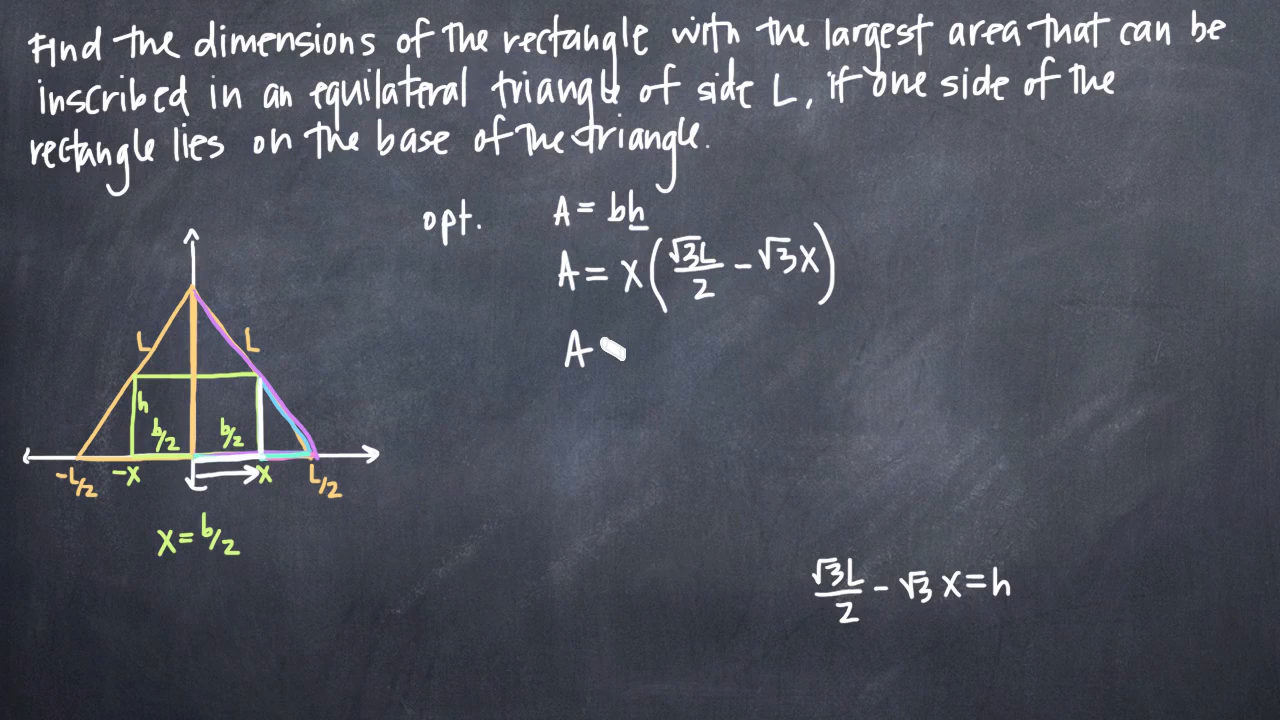 Find the dimensions of the rectangle with the largest area that can be
inscribed in an equilateral triangle of side L, if one side of the
rectangle lies on the base of the triangle.
opt.
A = bh
A = x(√3L/2 - √3x)
A
L
L
h
b/2
b/2
-L/2
-x
x
L/2
x = b/2
√3L/2 - √3x = h